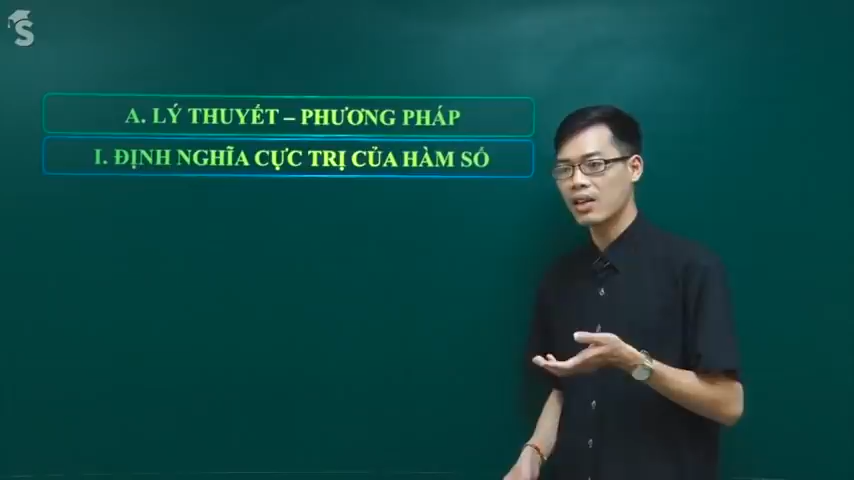 S
A. LÝ THUYẾT – PHƯƠNG PHÁP
I. ĐỊNH NGHĨA CỰC TRỊ CỦA HÀM SỐ